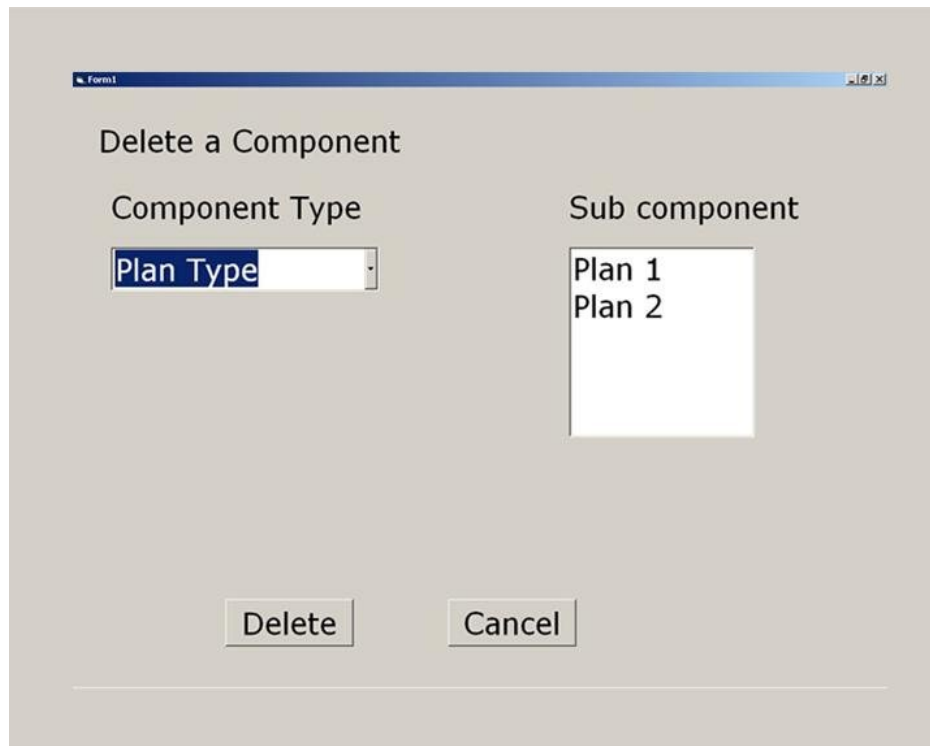 Form1
Delete a Component
Component Type
Sub component
Plan Type
Plan 1
Plan 2
Delete
Cancel